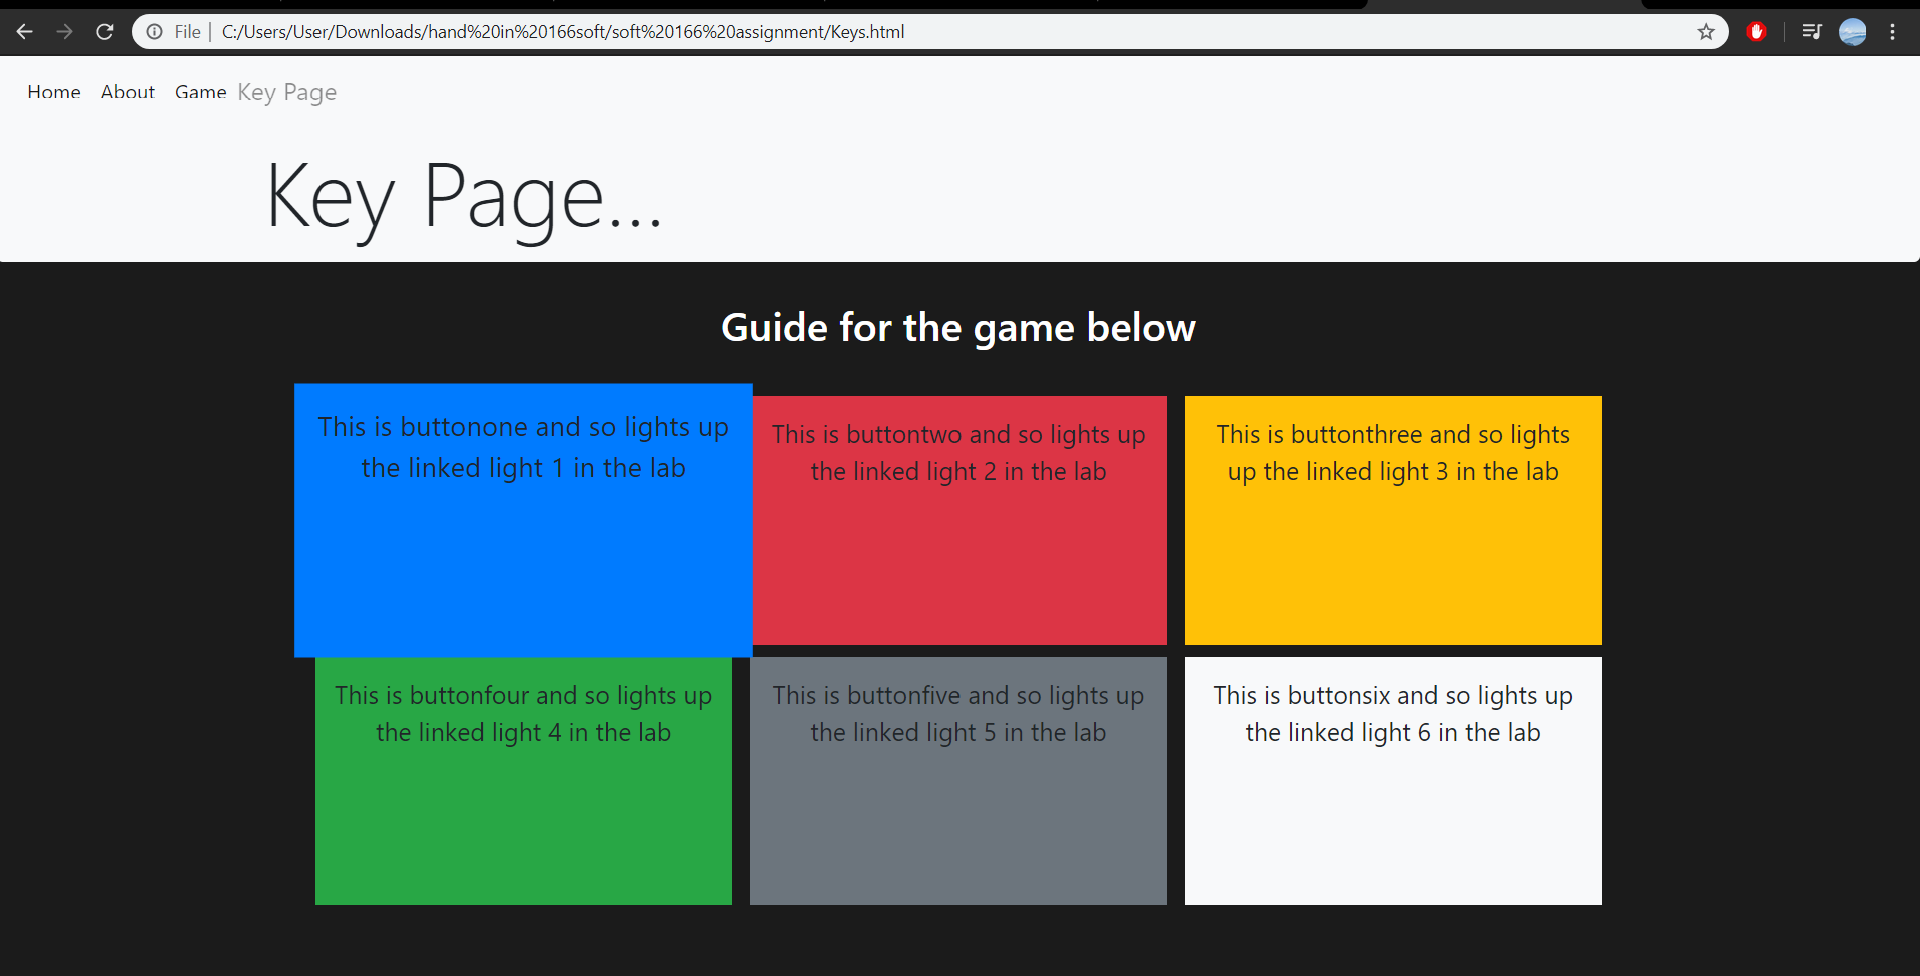 File | C:/Users/User/Downloads/hand%20in%20166soft/soft%20166%20assignment/Keys.html
Home About Game Key Page
Key Page...
Guide for the game below
This is buttonone and so lights up
the linked light 1 in the lab
This is buttontwo and so lights up
the linked light 2 in the lab
This is buttonthree and so lights
up the linked light 3 in the lab
This is buttonfour and so lights up
the linked light 4 in the lab
This is buttonfive and so lights up
the linked light 5 in the lab
This is buttonsix and so lights up
the linked light 6 in the lab